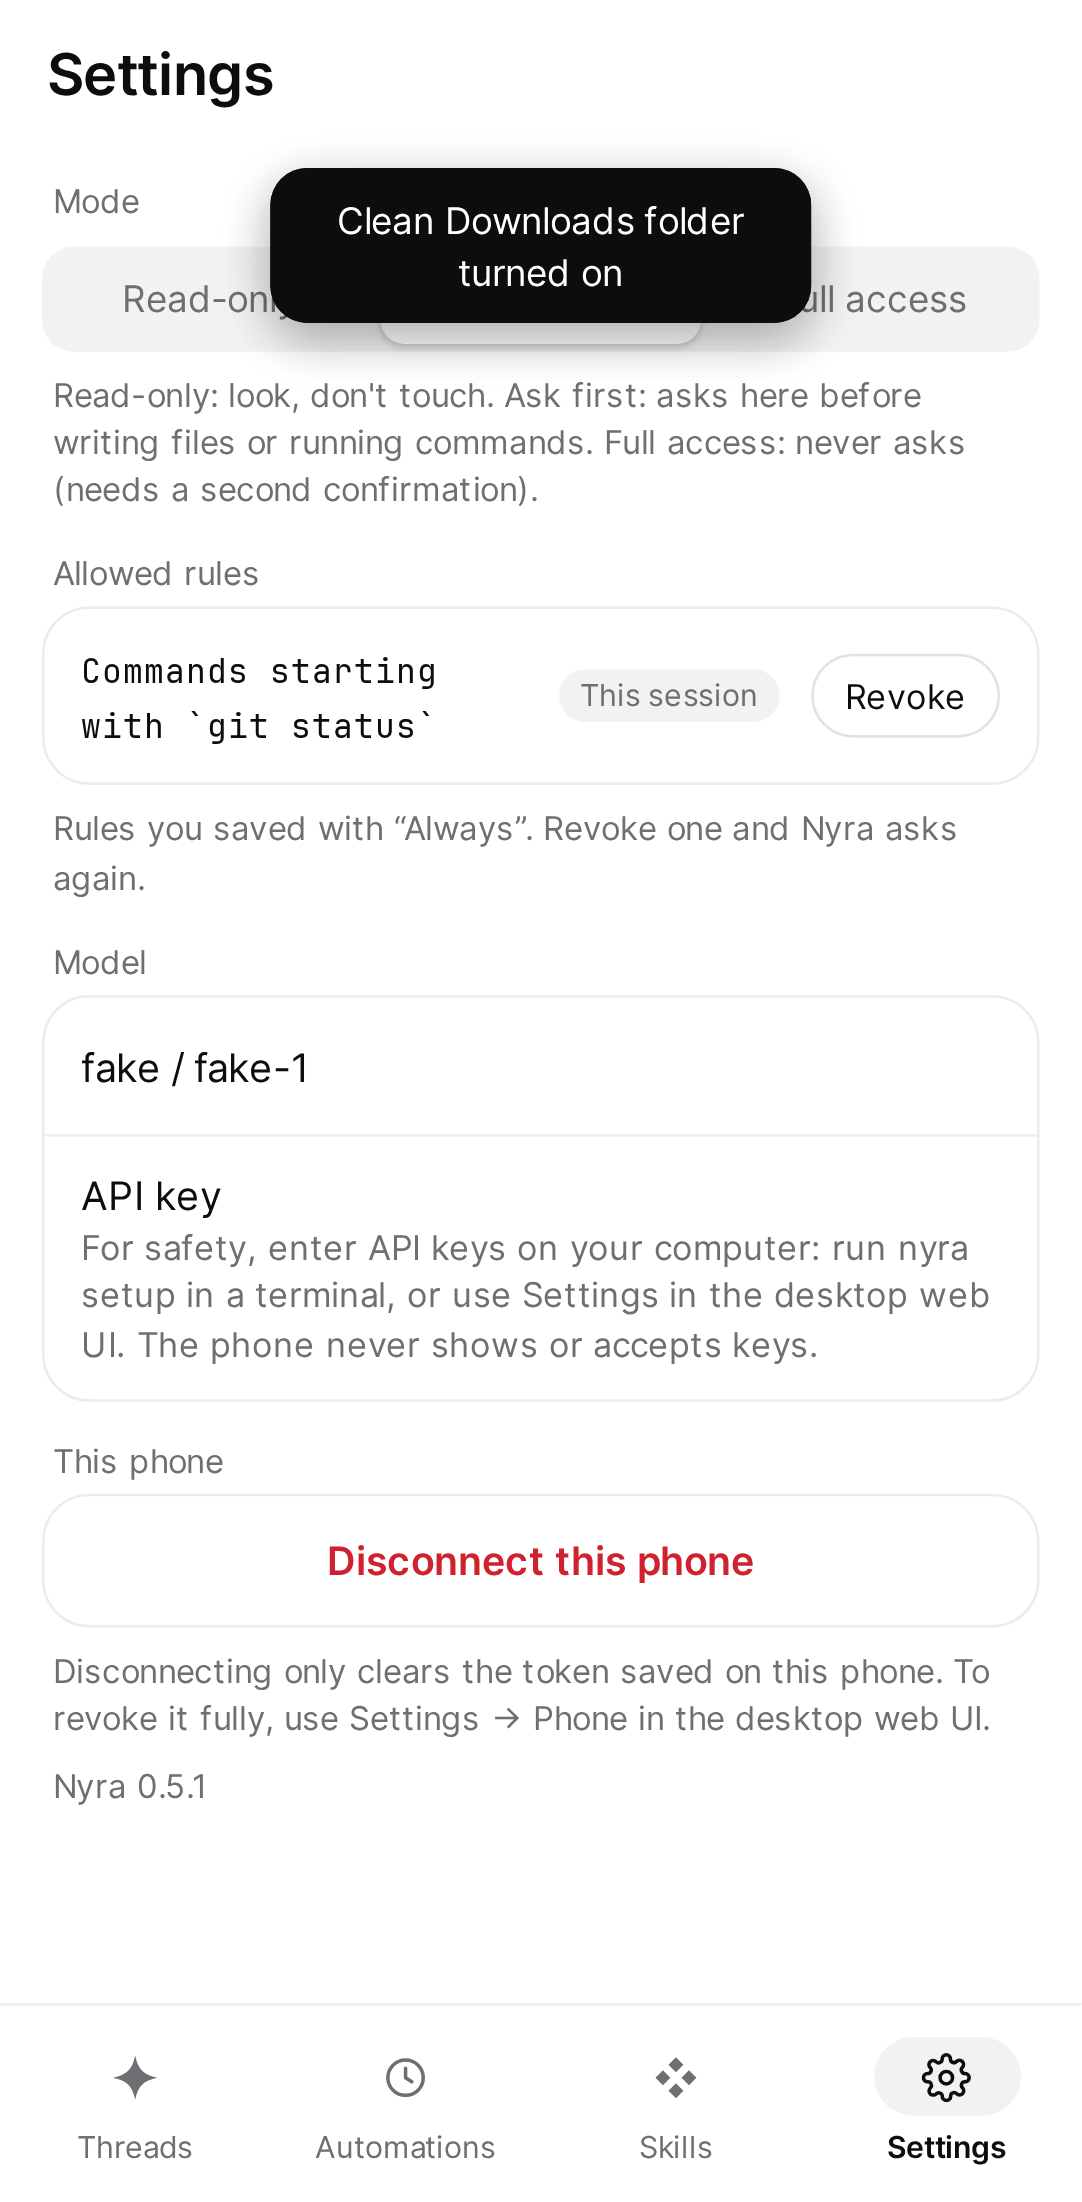 Settings
Mode
Clean Downloads folder
turned on
Read-only
access
Read-only: look, don't touch. Ask first: asks here before
writing files or running commands. Full access: never asks
(needs a second confirmation).
Allowed rules
Commands starting
with `git status`
This session
Revoke
Rules you saved with “Always”. Revoke one and Nyra asks
again.
Model
fake / fake-1
API key
For safety, enter API keys on your computer: run nyra
setup in a terminal, or use Settings in the desktop web
UI. The phone never shows or accepts keys.
This phone
Disconnect this phone
Disconnecting only clears the token saved on this phone. To
revoke it fully, use Settings → Phone in the desktop web UI.
Nyra 0.5.1
Threads
Automations
Skills
Settings